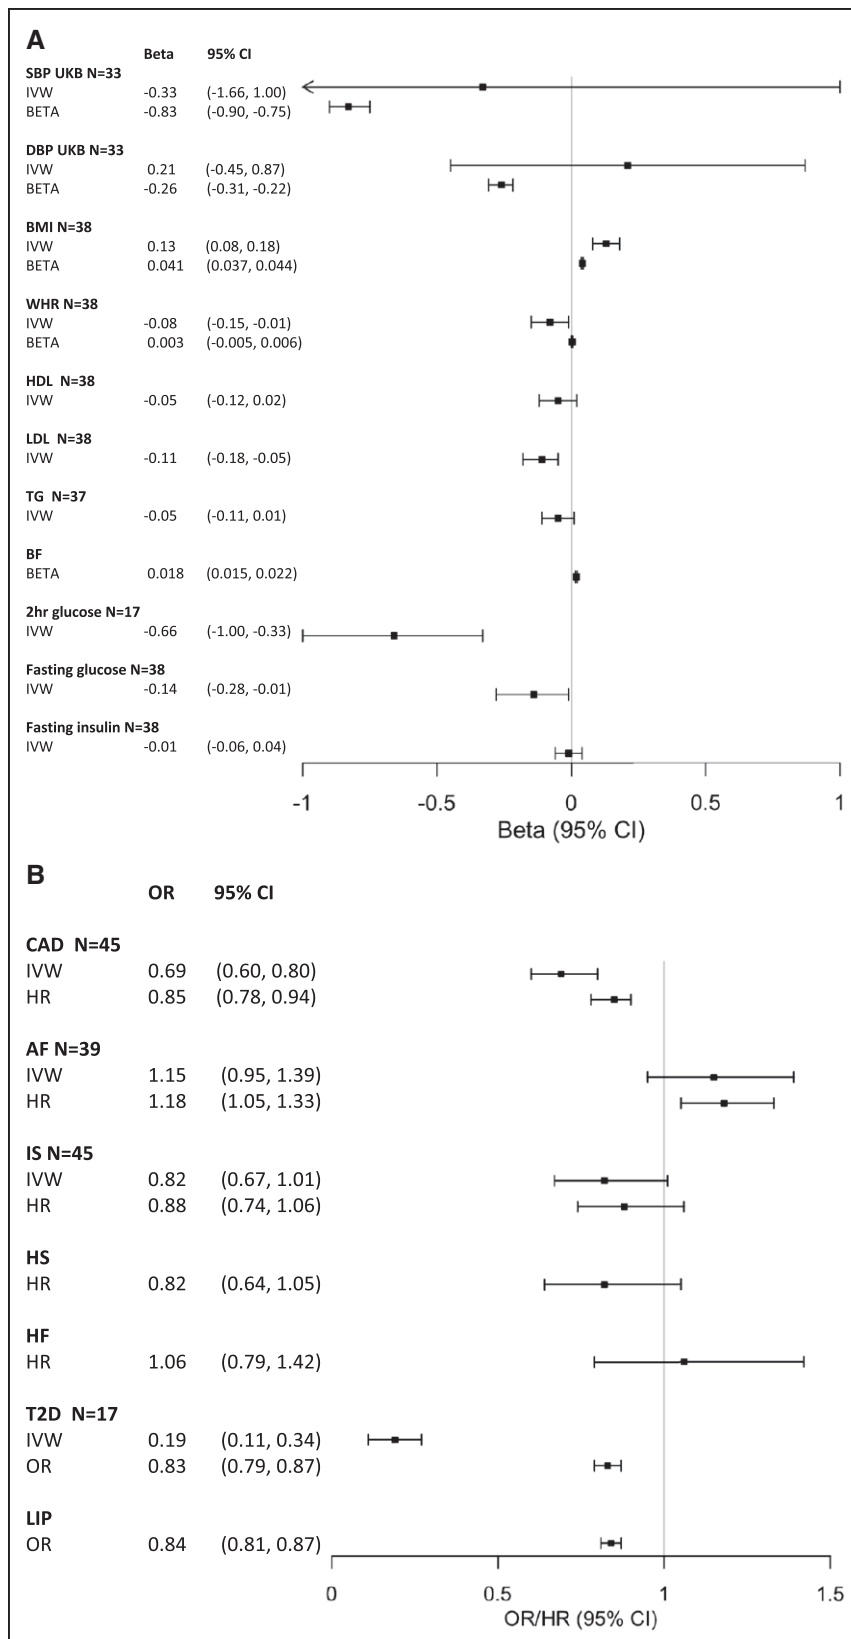 A
Beta 95% CI
SBP UKB N=33
IVW -0.33 (-1.66, 1.00)
BETA -0.83 (-0.90, -0.75)
DBP UKB N=33
IVW 0.21 (-0.45, 0.87)
BETA -0.26 (-0.31, -0.22)
BMI N=38
IVW 0.13 (0.08, 0.18)
BETA 0.041 (0.037, 0.044)
WHR N=38
IVW -0.08 (-0.15, -0.01)
BETA 0.003 (-0.005, 0.006)
HDL N=38
IVW -0.05 (-0.12, 0.02)
LDL N=38
IVW -0.11 (-0.18, -0.05)
TG N=37
IVW -0.05 (-0.11, 0.01)
BF
BETA 0.018 (0.015, 0.022)
2hr glucose N=17
IVW -0.66 (-1.00, -0.33)
Fasting glucose N=38
IVW -0.14 (-0.28, -0.01)
Fasting insulin N=38
IVW -0.01 (-0.06, 0.04)
-1 -0.5 0 0.5 1
Beta (95% CI)
B
OR 95% CI
CAD N=45
IVW 0.69 (0.60, 0.80)
HR 0.85 (0.78, 0.94)
AF N=39
IVW 1.15 (0.95, 1.39)
HR 1.18 (1.05, 1.33)
IS N=45
IVW 0.82 (0.67, 1.01)
HR 0.88 (0.74, 1.06)
HS
HR 0.82 (0.64, 1.05)
HF
HR 1.06 (0.79, 1.42)
T2D N=17
IVW 0.19 (0.11, 0.34)
OR 0.83 (0.79, 0.87)
LIP
OR 0.84 (0.81, 0.87)
0 0.5 1 1.5
OR/HR (95% CI)